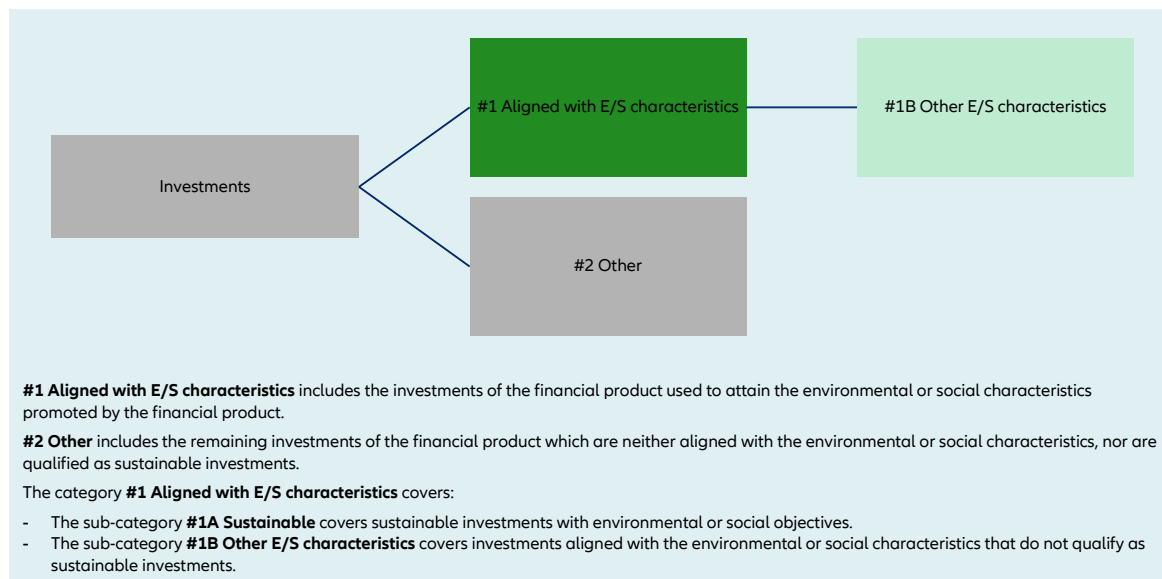 #1 Aligned with E/S characteristics
#1B Other E/S characteristics
Investments
#2 Other
#1 Aligned with E/S characteristics includes the investments of the financial product used to attain the environmental or social characteristics
promoted by the financial product.
#2 Other includes the remaining investments of the financial product which are neither aligned with the environmental or social characteristics, nor are
qualified as sustainable investments.
The category #1 Aligned with E/S characteristics covers:
- The sub-category #1A Sustainable covers sustainable investments with environmental or social objectives.
- The sub-category #1B Other E/S characteristics covers investments aligned with the environmental or social characteristics that do not qualify as
sustainable investments.